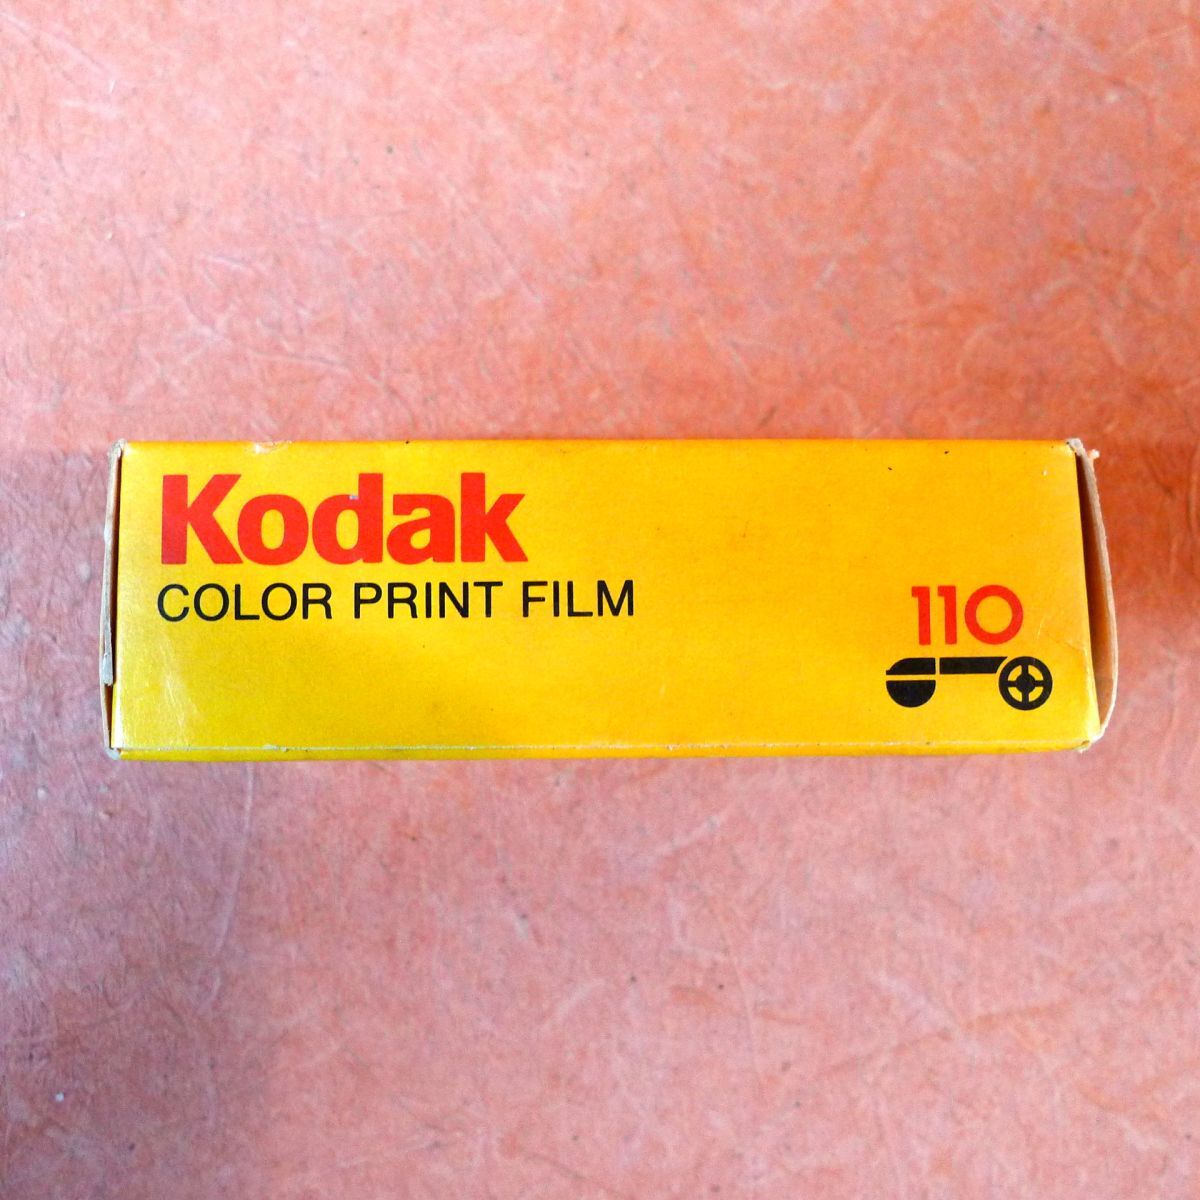 Kodak
COLOR PRINT FILM
110